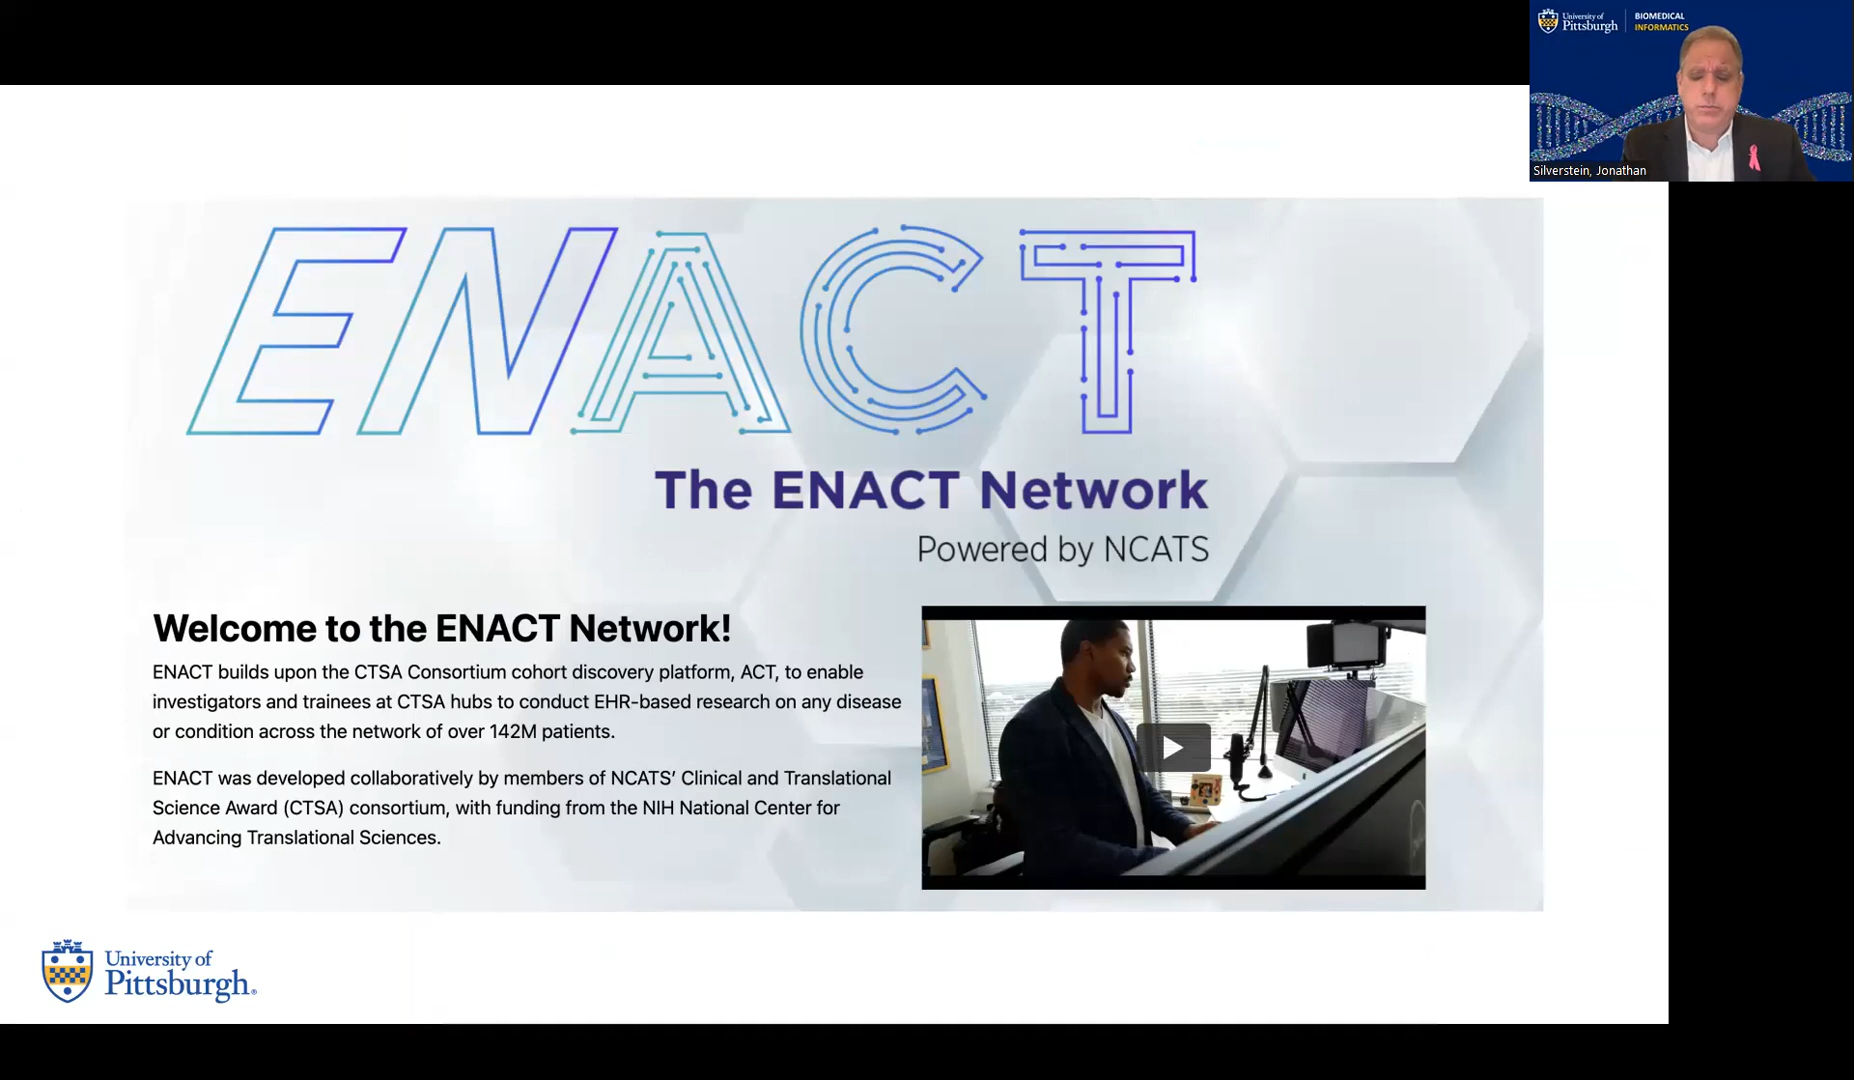 University of
Pittsburgh
BIOMEDICAL
INFORMATICS
Silverstein, Jonathan
ENACT
The ENACT Network
Powered by NCATS
Welcome to the ENACT Network!
ENACT builds upon the CTSA Consortium cohort discovery platform, ACT, to enable
investigators and trainees at CTSA hubs to conduct EHR-based research on any disease
or condition across the network of over 142M patients.
ENACT was developed collaboratively by members of NCATS’ Clinical and Translational
Science Award (CTSA) consortium, with funding from the NIH National Center for
Advancing Translational Sciences.
University of
Pittsburgh®